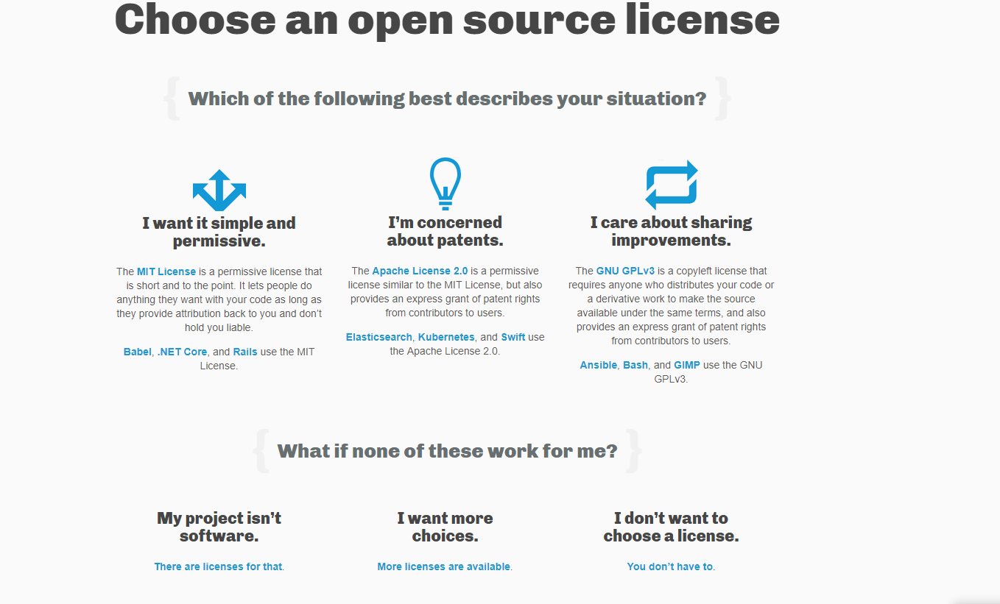 Choose an open source license
{ Which of the following best describes your situation? }
I want it simple and
permissive.
The MIT License is a permissive license that
is short and to the point. It lets people do
anything they want with your code as long as
they provide attribution back to you and don’t
hold you liable.
Babel, .NET Core, and Rails use the MIT
License.
I’m concerned
about patents.
The Apache License 2.0 is a permissive
license similar to the MIT License, but also
provides an express grant of patent rights
from contributors to users.
Elasticsearch, Kubernetes, and Swift use
the Apache License 2.0.
I care about sharing
improvements.
The GNU GPLv3 is a copyleft license that
requires anyone who distributes your code or
a derivative work to make the source
available under the same terms, and also
provides an express grant of patent rights
from contributors to users.
Ansible, Bash, and GIMP use the GNU
GPLv3.
{ What if none of these work for me? }
My project isn’t
software.
There are licenses for that.
I want more
choices.
More licenses are available.
I don’t want to
choose a license.
You don’t have to.